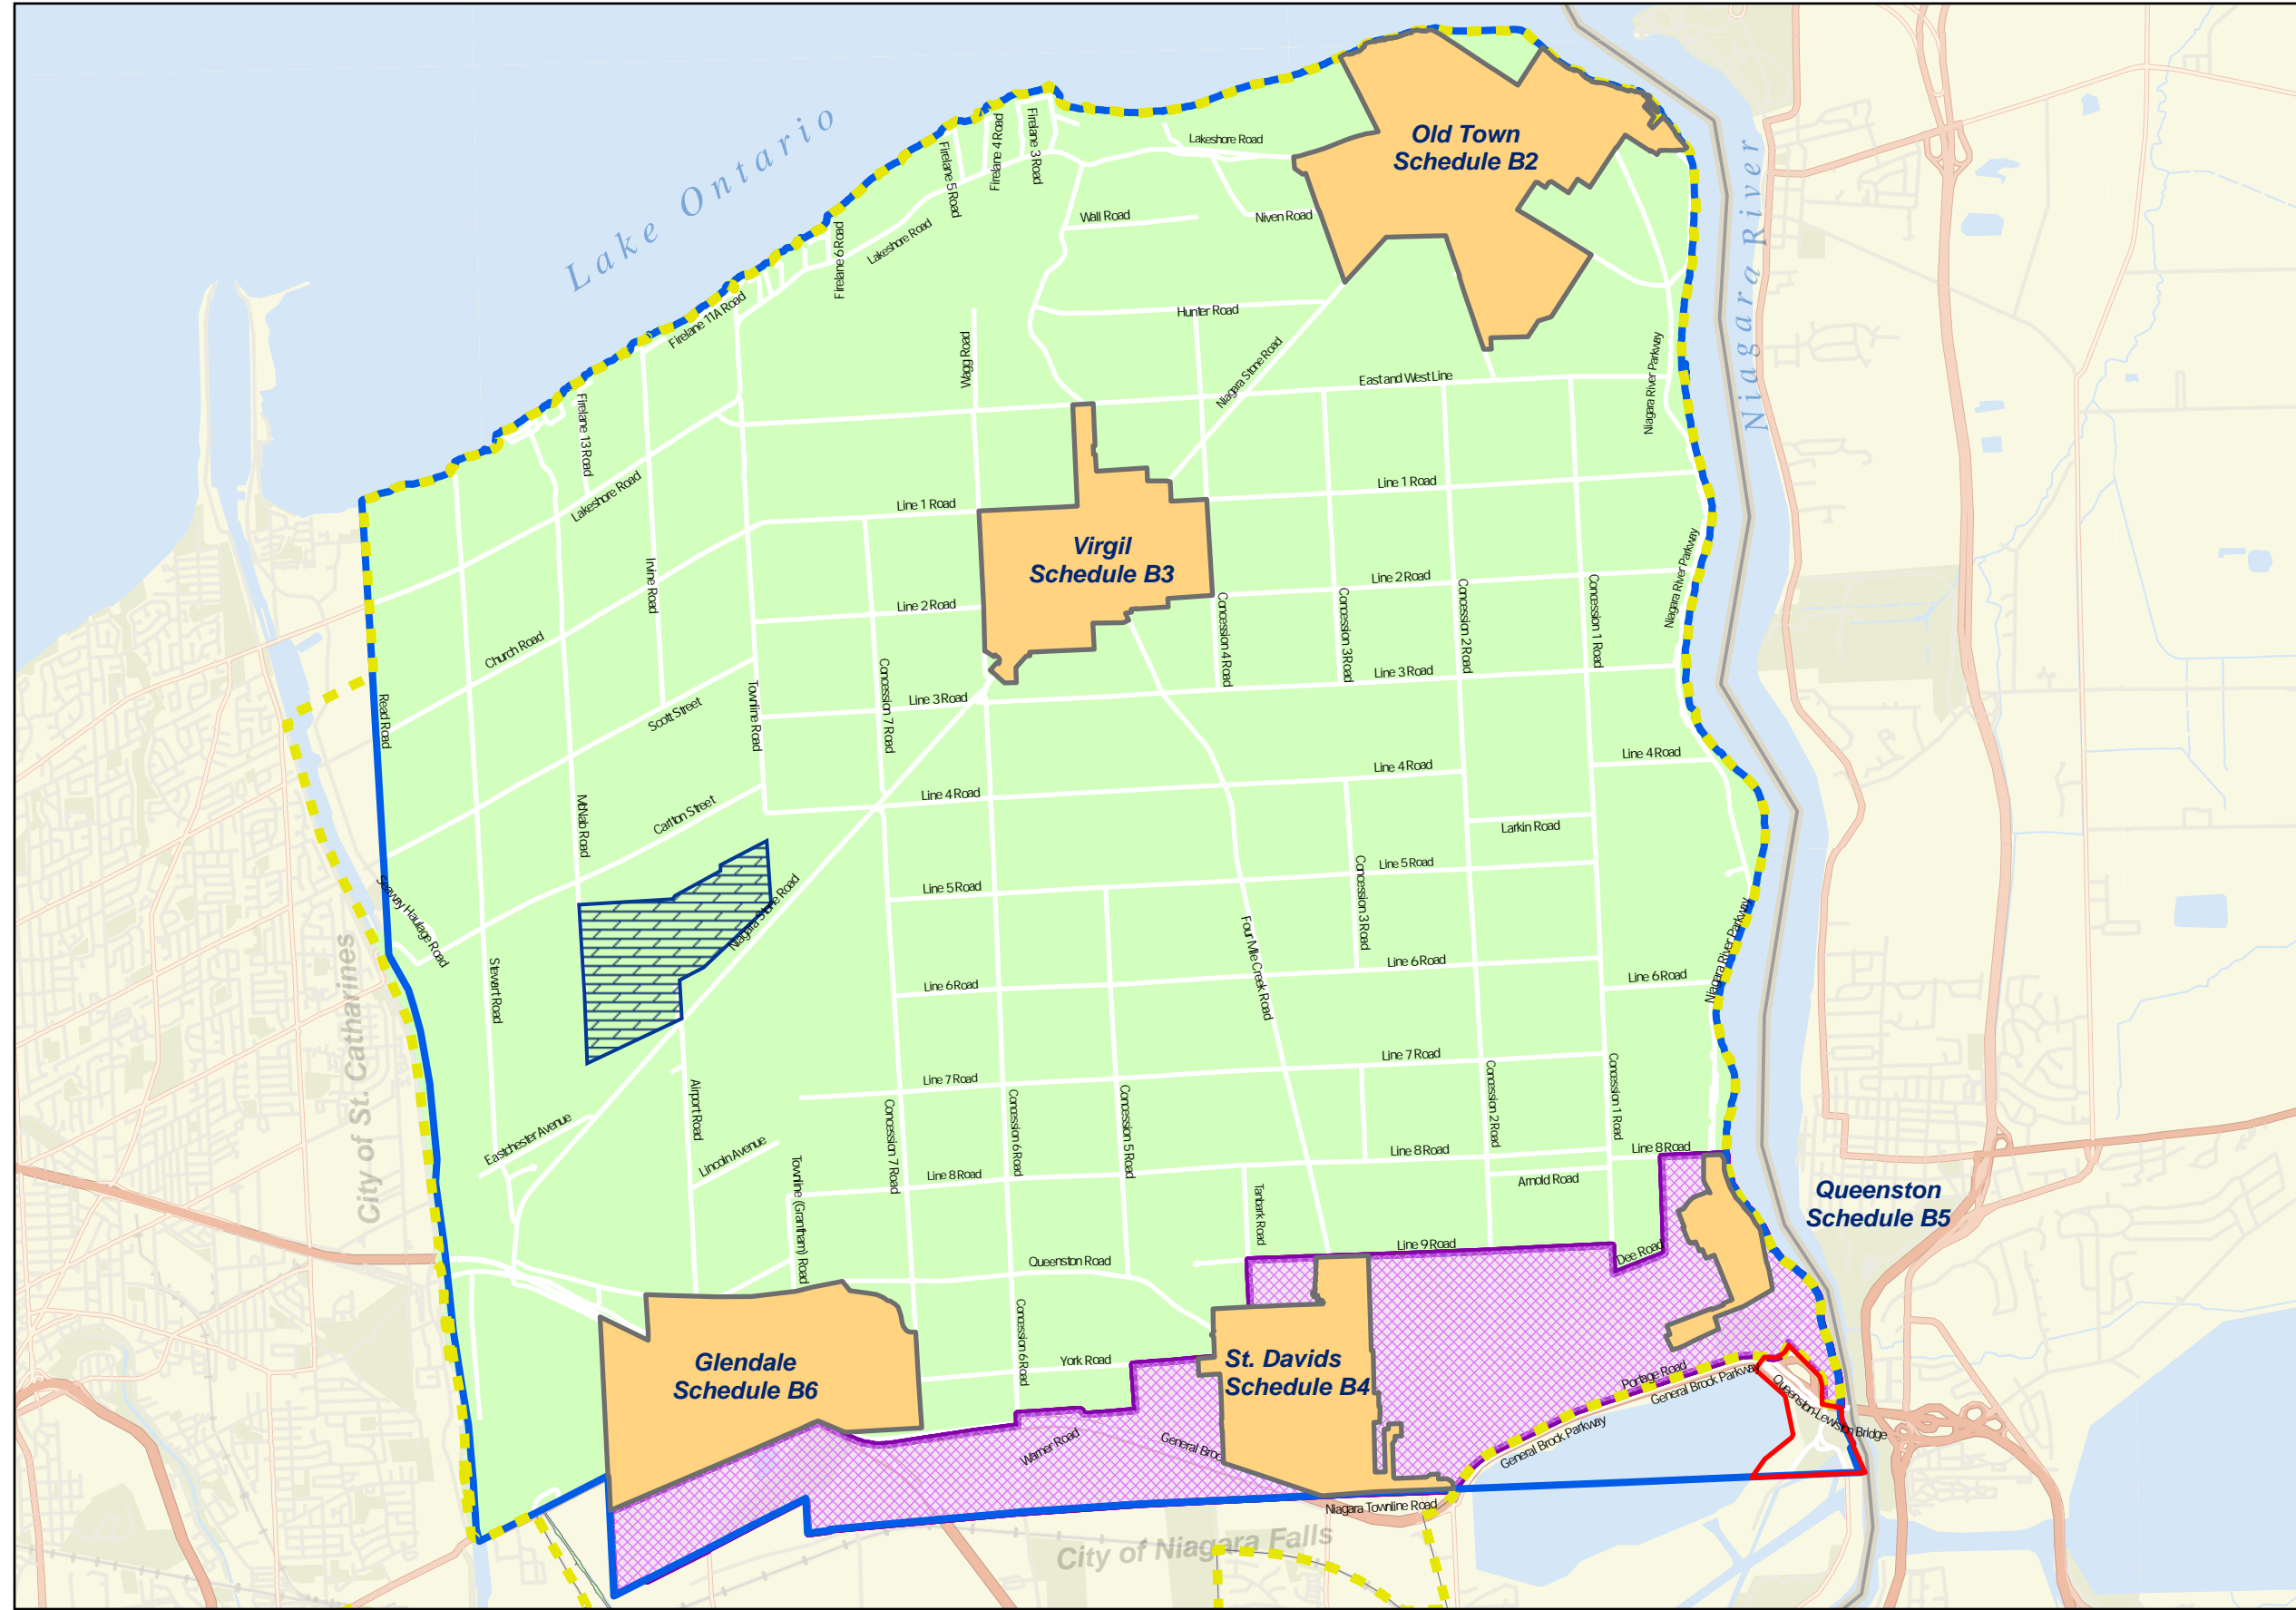 Lake Ontario
Niagara River
Old Town
Schedule B2
Lakeshore Road
Firelane 3 Road
Firelane 4 Road
Firelane 5 Road
Wall Road
Niven Road
Firelane 6 Road
Lakeshore Road
Firelane 11A Road
Hunter Road
Wagg Road
Niagara Stone Road
East and West Line
Niagara River Parkway
Firelane 13 Road
Lakeshore Road
Line 1 Road
Line 1 Road
Virgil
Schedule B3
Irvine Road
Niagara River Parkway
Line 2 Road
Line 2 Road
Concession 4 Road
Concession 3 Road
Concession 2 Road
Concession 1 Road
Church Road
Read Road
Scott Street
Townline Road
Concession 7 Road
Line 3 Road
Line 3 Road
Line 4 Road
Line 4 Road
Line 4 Road
McNab Road
Carlton Street
Larkin Road
Line 5 Road
Line 5 Road
Concession 3 Road
Seaway Haulage Road
Niagara Stone Road
Four Mile Creek Road
Niagara River Parkway
City of St. Catharines
Stewart Road
Line 6 Road
Line 6 Road
Line 6 Road
Line 7 Road
Line 7 Road
Airport Road
Eastchester Avenue
Lincoln Avenue
Townline (Grantham) Road
Concession 7 Road
Concession 6 Road
Concession 5 Road
Concession 2 Road
Concession 1 Road
Line 8 Road
Line 8 Road
Line 8 Road
Arnold Road
Tanbark Road
Queenston
Schedule B5
Line 9 Road
Dee Road
Queenston Road
Concession 6 Road
York Road
Glendale
Schedule B6
St. Davids
Schedule B4
Portage Road
General Brock Parkway
Queenston-Lewiston Bridge
General Brock Parkway
Warner Road
General Broc
Niagara Townline Road
City of Niagara Falls